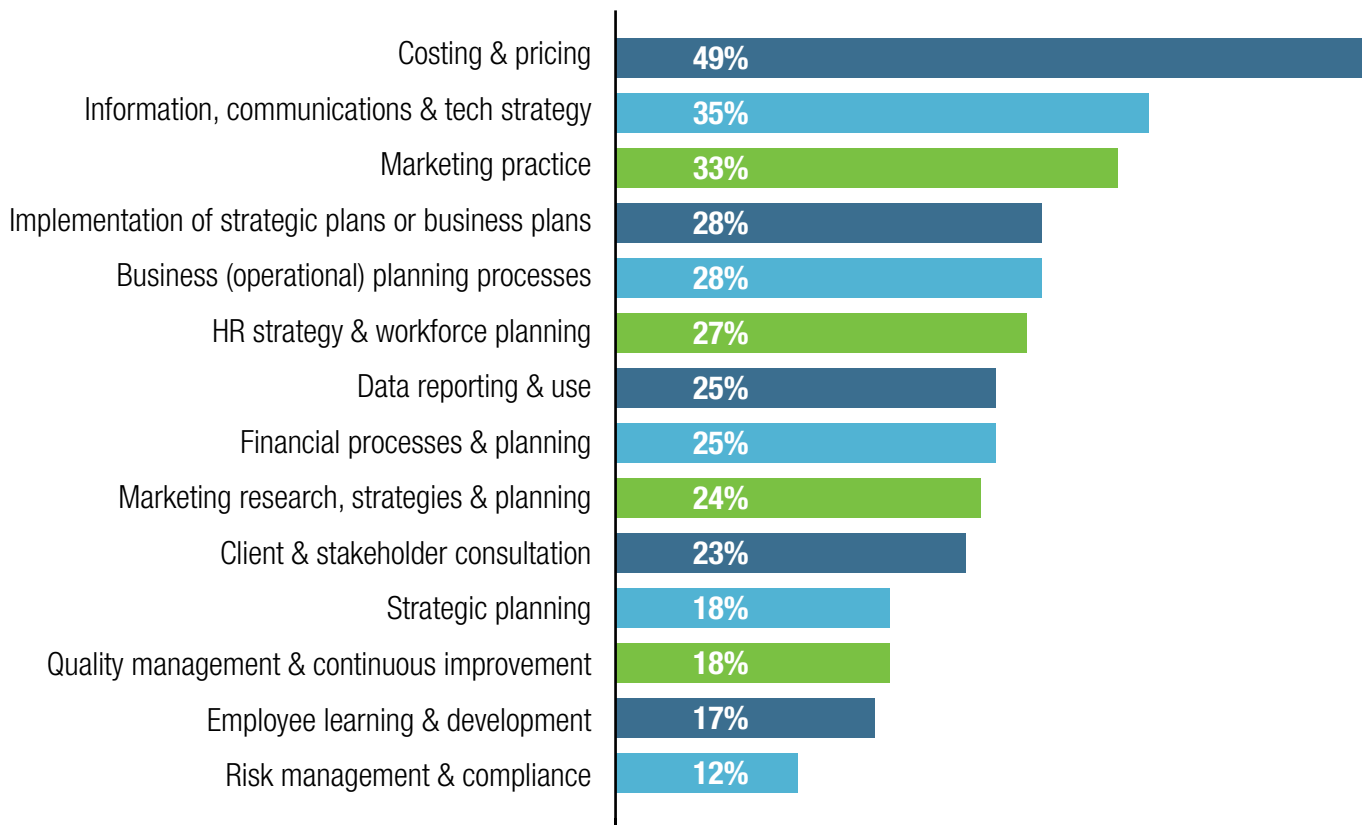 Costing & pricing 49%
Information, communications & tech strategy 35%
Marketing practice 33%
Implementation of strategic plans or business plans 28%
Business (operational) planning processes 28%
HR strategy & workforce planning 27%
Data reporting & use 25%
Financial processes & planning 25%
Marketing research, strategies & planning 24%
Client & stakeholder consultation 23%
Strategic planning 18%
Quality management & continuous improvement 18%
Employee learning & development 17%
Risk management & compliance 12%